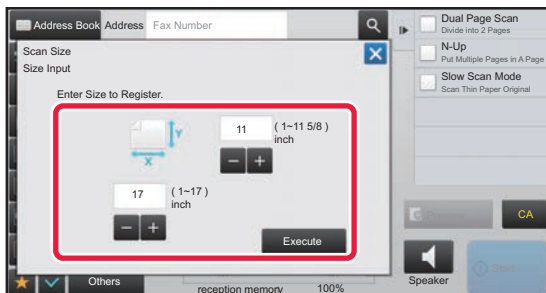 Address Book Address Fax Number
Dual Page Scan
Divide into 2 Pages
N-Up
Put Multiple Pages in A Page
Slow Scan Mode
Scan Thin Paper Original
Scan Size
Size Input
Enter Size to Register.
Y
X
11 ( 1~11 5/8 )
inch
17 ( 1~17 )
inch
Execute
CA
Speaker
Start
Others
reception memory 100%